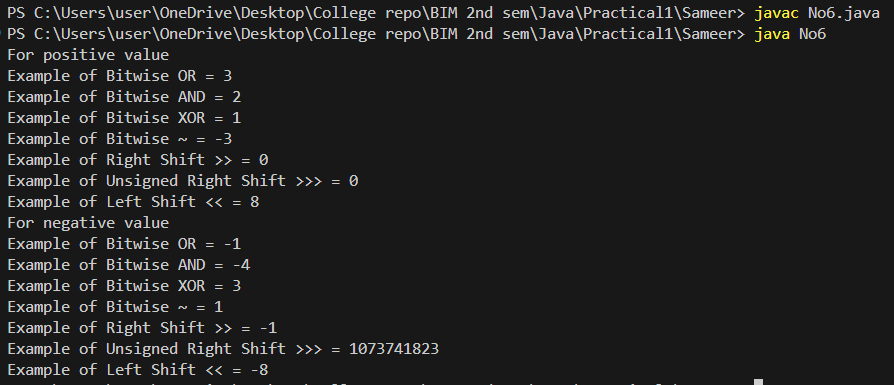 PS C:\Users\user\OneDrive\Desktop\College repo\BIM 2nd sem\Java\Practical1\Sameer> javac No6.java
PS C:\Users\user\OneDrive\Desktop\College repo\BIM 2nd sem\Java\Practical1\Sameer> java No6
For positive value
Example of Bitwise OR = 3
Example of Bitwise AND = 2
Example of Bitwise XOR = 1
Example of Bitwise ~ = -3
Example of Right Shift >> = 0
Example of Unsigned Right Shift >>> = 0
Example of Left Shift << = 8
For negative value
Example of Bitwise OR = -1
Example of Bitwise AND = -4
Example of Bitwise XOR = 3
Example of Bitwise ~ = 1
Example of Right Shift >> = -1
Example of Unsigned Right Shift >>> = 1073741823
Example of Left Shift << = -8